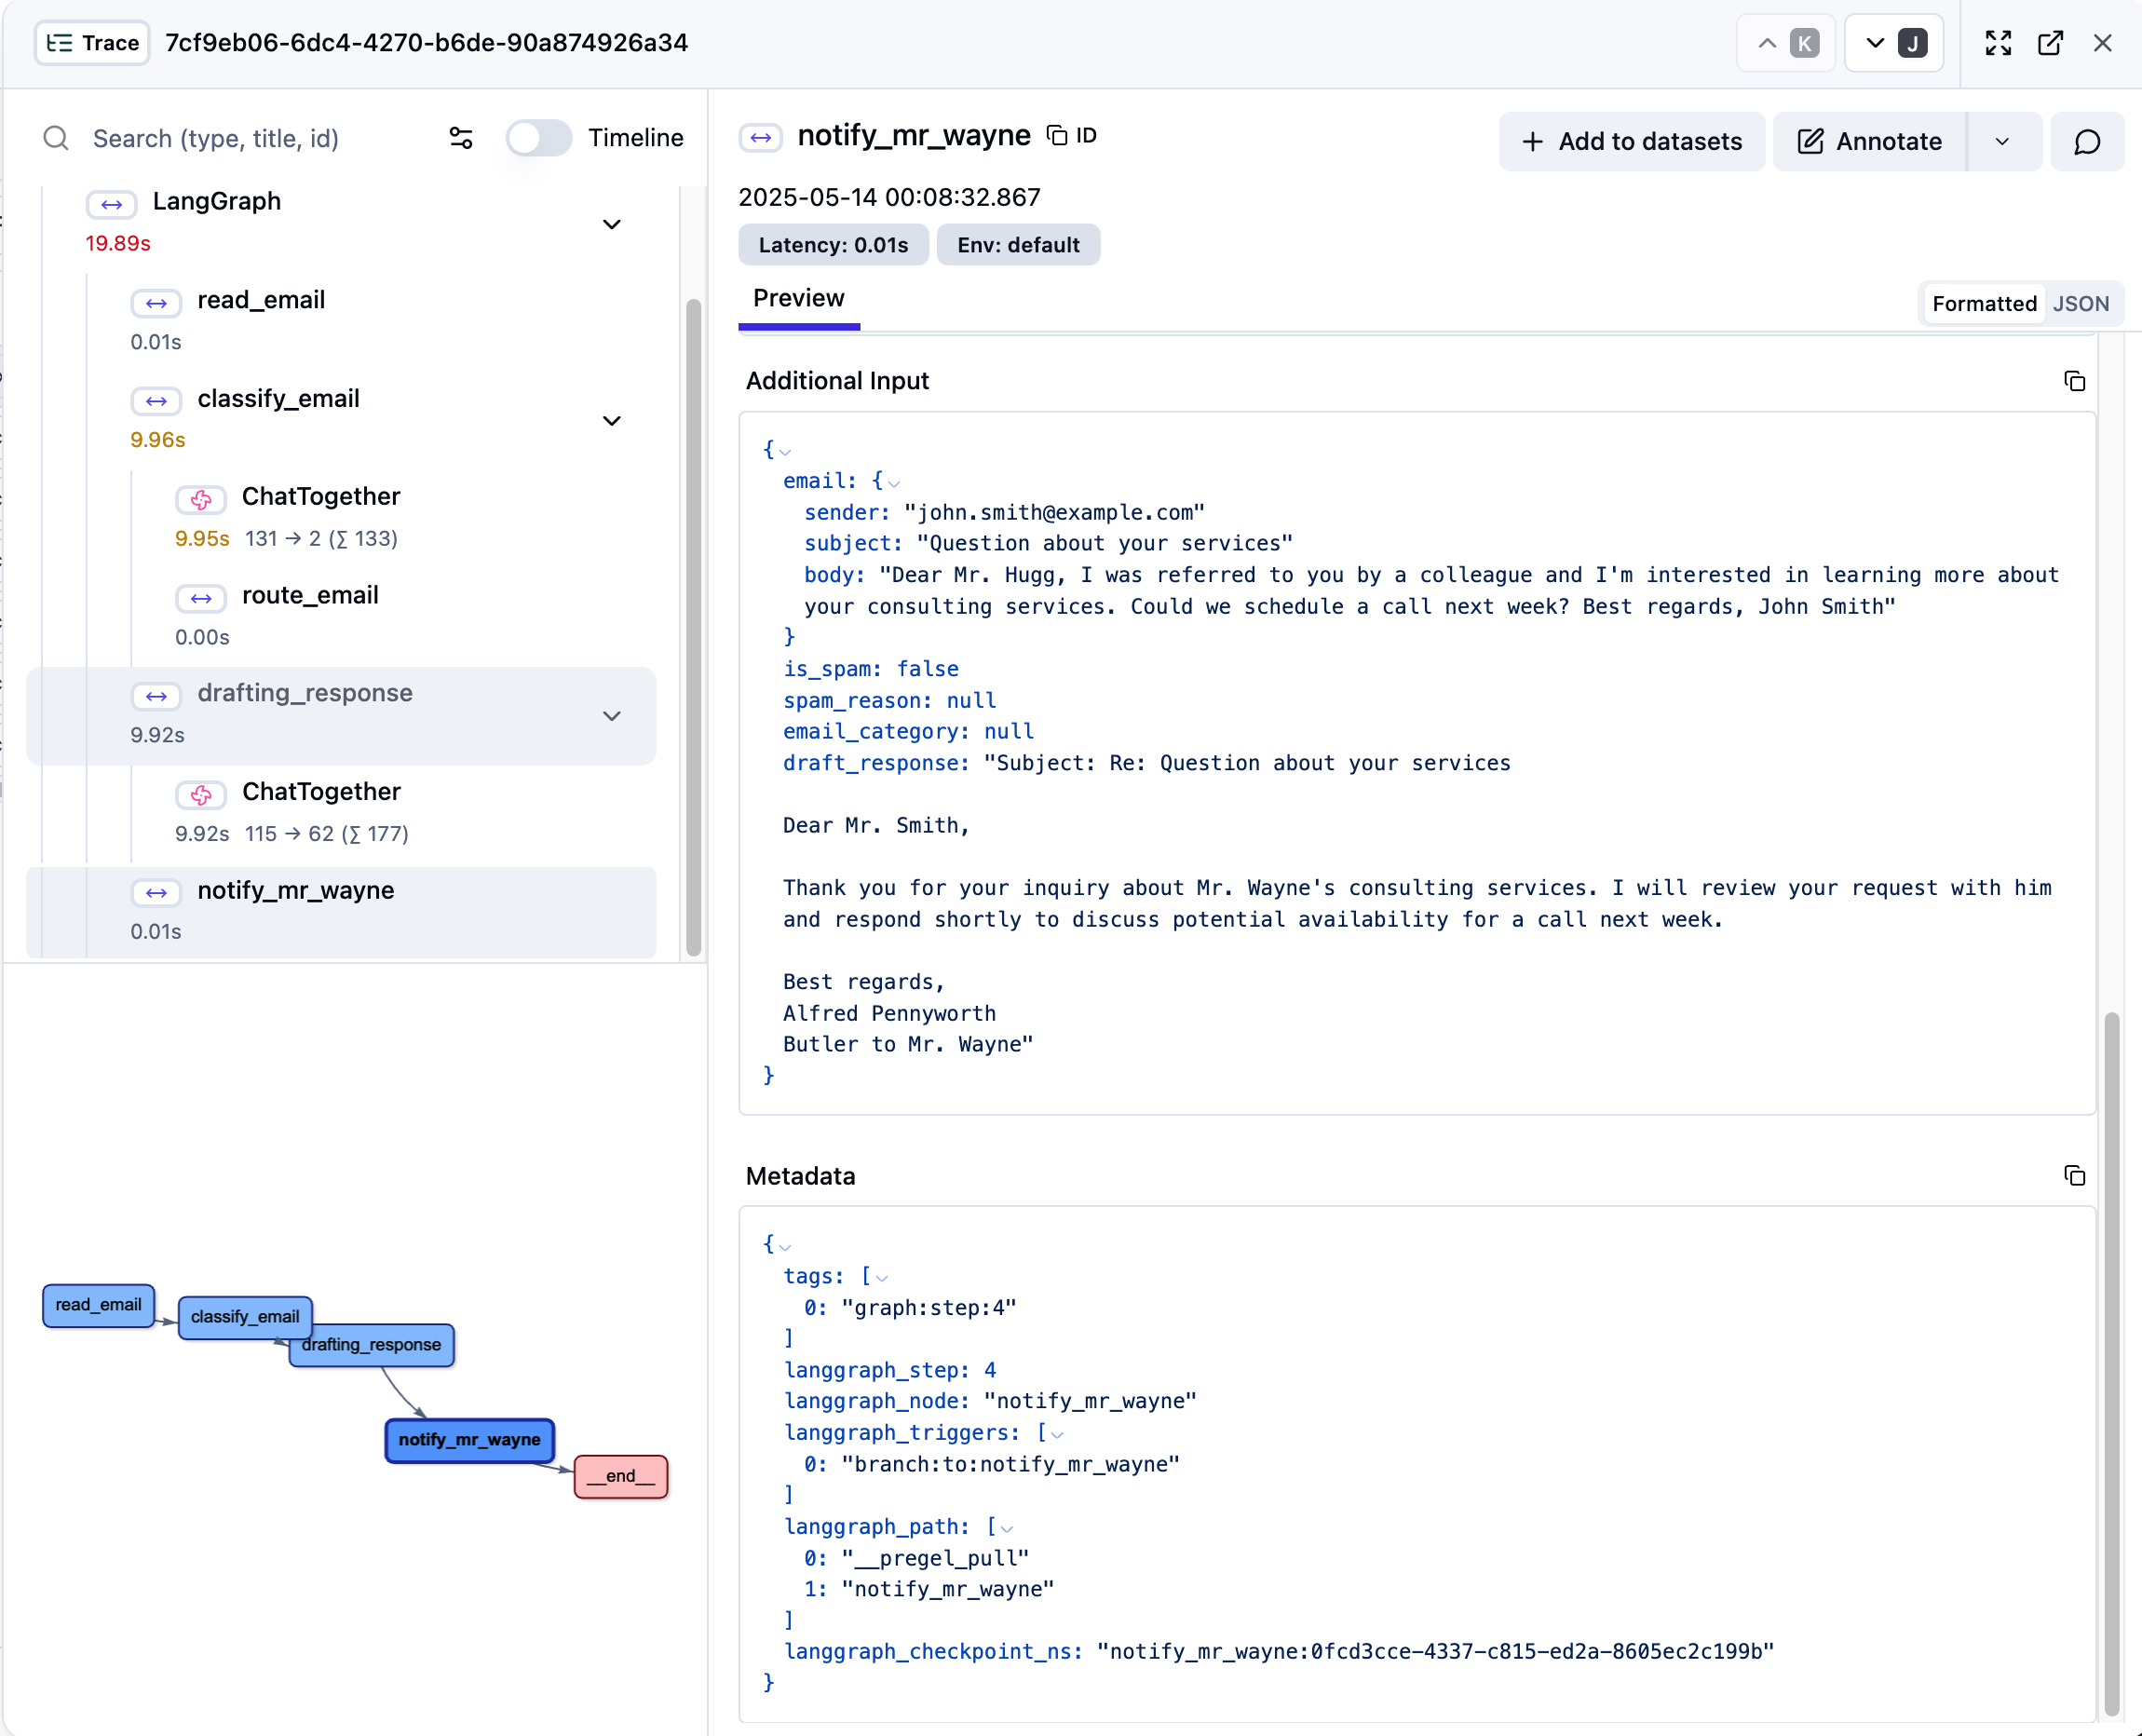 Trace 7cf9eb06-6dc4-4270-b6de-90a874926a34
K
J
Search (type, title, id)
Timeline
LangGraph
19.89s
read_email
0.01s
classify_email
9.96s
ChatTogether
9.95s 131 → 2 (∑ 133)
route_email
0.00s
drafting_response
9.92s
ChatTogether
9.92s 115 → 62 (∑ 177)
notify_mr_wayne
0.01s
read_email
classify_email
drafting_response
notify_mr_wayne
__end__
notify_mr_wayne ID
Add to datasets
Annotate
2025-05-14 00:08:32.867
Latency: 0.01s Env: default
Preview
Formatted JSON
Additional Input
{
email: {
sender: "john.smith@example.com"
subject: "Question about your services"
body: "Dear Mr. Hugg, I was referred to you by a colleague and I'm interested in learning more about
your consulting services. Could we schedule a call next week? Best regards, John Smith"
}
is_spam: false
spam_reason: null
email_category: null
draft_response: "Subject: Re: Question about your services
Dear Mr. Smith,
Thank you for your inquiry about Mr. Wayne's consulting services. I will review your request with him
and respond shortly to discuss potential availability for a call next week.
Best regards,
Alfred Pennyworth
Butler to Mr. Wayne"
}
Metadata
{
tags: [
0: "graph:step:4"
]
langgraph_step: 4
langgraph_node: "notify_mr_wayne"
langgraph_triggers: [
0: "branch:to:notify_mr_wayne"
]
langgraph_path: [
0: "__pregel_pull"
1: "notify_mr_wayne"
]
langgraph_checkpoint_ns: "notify_mr_wayne:0fcd3cce-4337-c815-ed2a-8605ec2c199b"
}